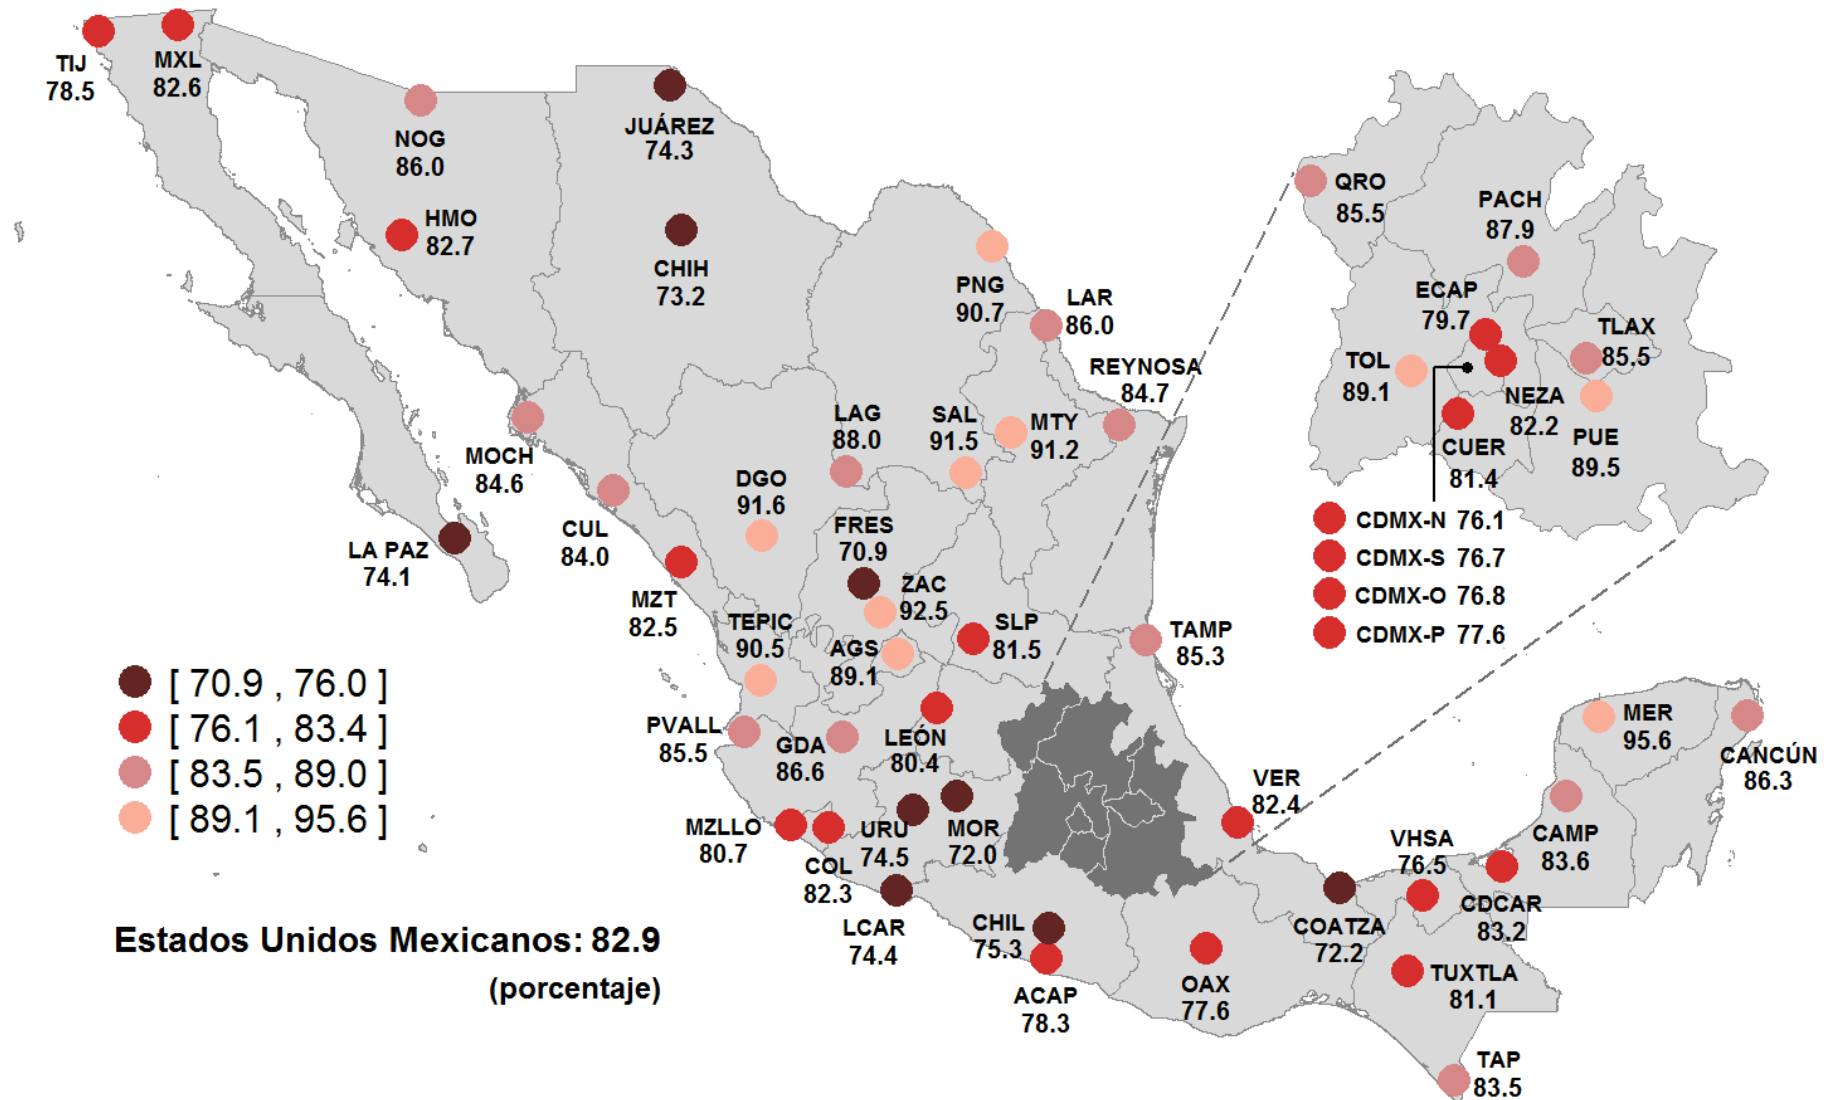 TIJ
78.5
MXL
82.6
NOG
86.0
HMO
82.7
JUÁREZ
74.3
CHIH
73.2
PNG
90.7
LAR
86.0
REYNOSA
84.7
MOCH
84.6
LAG
88.0
SAL
91.5
MTY
91.2
DGO
91.6
CUL
84.0
LA PAZ
74.1
FRES
70.9
ZAC
92.5
MZT
82.5
TEPIC
90.5
AGS
89.1
SLP
81.5
TAMP
85.3
PVALL
85.5
GDA
86.6
LEÓN
80.4
MZLLO
80.7
COL
82.3
URU
74.5
MOR
72.0
LCAR
74.4
CHIL
75.3
ACAP
78.3
OAX
77.6
VER
82.4
COATZA
72.2
VHSA
76.5
CDCAR
83.2
TUXTLA
81.1
TAP
83.5
CAMP
83.6
MER
95.6
CANCÚN
86.3
QRO
85.5
PACH
87.9
ECAP
79.7
TLAX
85.5
TOL
89.1
NEZA
82.2
PUE
89.5
CUER
81.4
CDMX-N 76.1
CDMX-S 76.7
CDMX-O 76.8
CDMX-P 77.6
[ 70.9 , 76.0 ]
[ 76.1 , 83.4 ]
[ 83.5 , 89.0 ]
[ 89.1 , 95.6 ]
Estados Unidos Mexicanos: 82.9
(porcentaje)